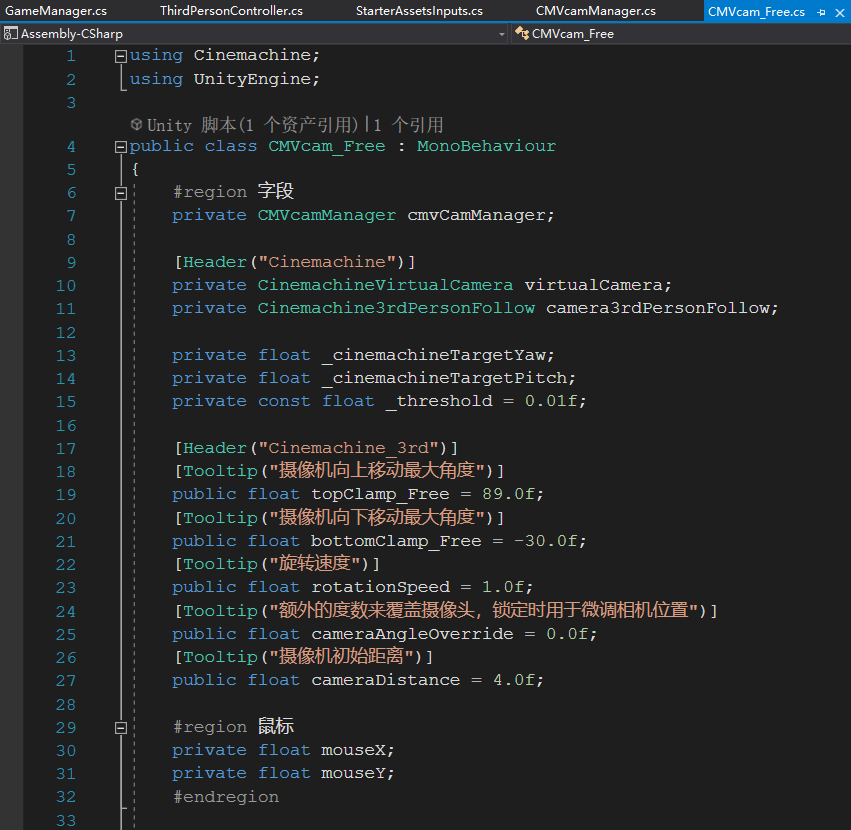 GameManager.cs ThirdPersonController.cs StarterAssetsInputs.cs CMVcamManager.cs CMVcam_Free.cs
Assembly-CSharp CMVcam_Free
1 using Cinemachine;
2 using UnityEngine;
3
Unity 脚本(1 个资产引用)|1 个引用
4 public class CMVcam_Free : MonoBehaviour
5 {
6 #region 字段
7 private CMVcamManager cmvCamManager;
8
9 [Header("Cinemachine")]
10 private CinemachineVirtualCamera virtualCamera;
11 private Cinemachine3rdPersonFollow camera3rdPersonFollow;
12
13 private float _cinemachineTargetYaw;
14 private float _cinemachineTargetPitch;
15 private const float _threshold = 0.01f;
16
17 [Header("Cinemachine_3rd")]
18 [Tooltip("摄像机向上移动最大角度")]
19 public float topClamp_Free = 89.0f;
20 [Tooltip("摄像机向下移动最大角度")]
21 public float bottomClamp_Free = -30.0f;
22 [Tooltip("旋转速度")]
23 public float rotationSpeed = 1.0f;
24 [Tooltip("额外的度数来覆盖摄像头，锁定时用于微调相机位置")]
25 public float cameraAngleOverride = 0.0f;
26 [Tooltip("摄像机初始距离")]
27 public float cameraDistance = 4.0f;
28
29 #region 鼠标
30 private float mouseX;
31 private float mouseY;
32 #endregion
33